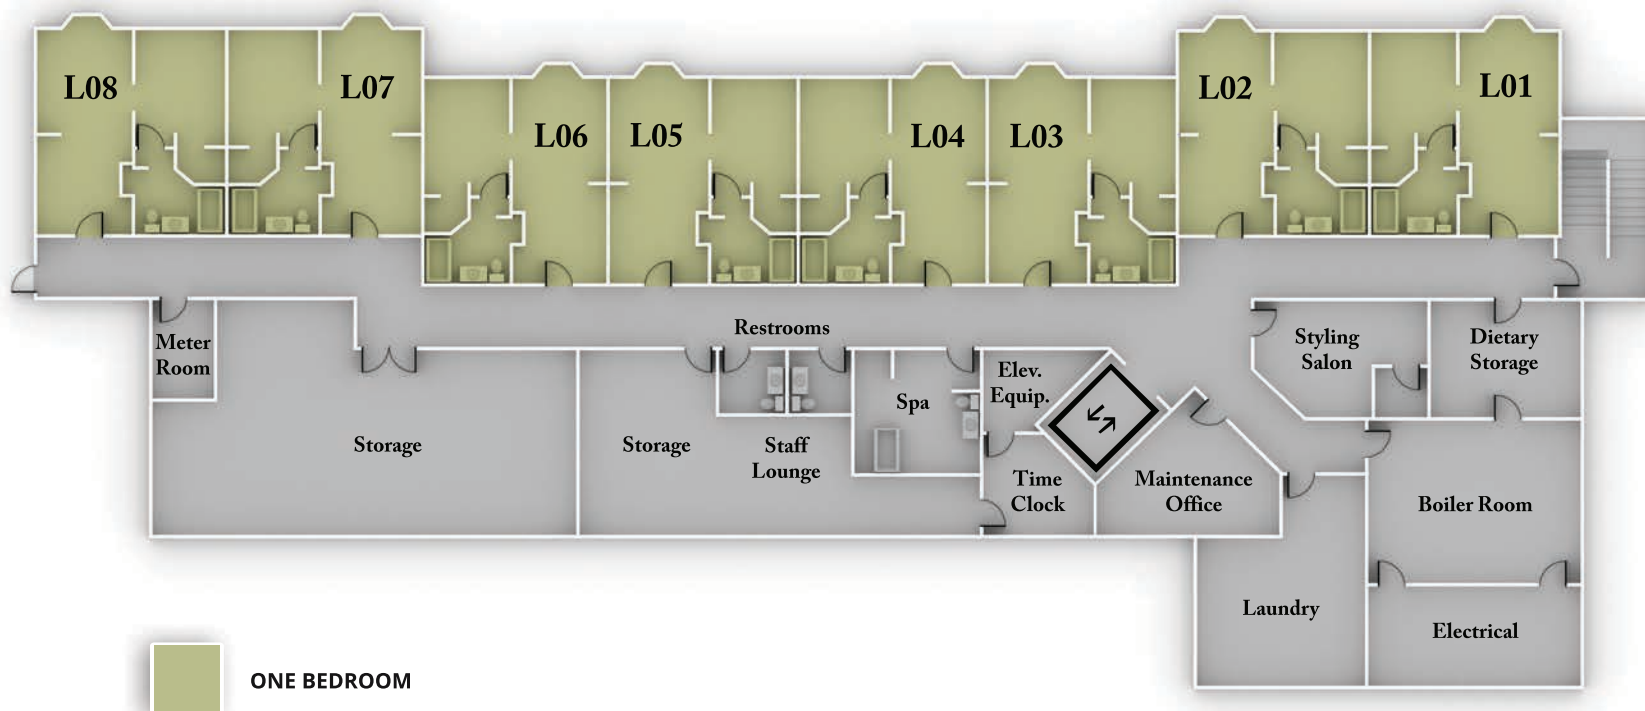 L08
L07
L06
L05
L04
L03
L02
L01
Restrooms
Meter
Room
Styling
Salon
Dietary
Storage
Elev.
Equip.
Spa
Storage
Storage
Staff
Lounge
Time
Clock
Maintenance
Office
Boiler Room
Laundry
Electrical
ONE BEDROOM